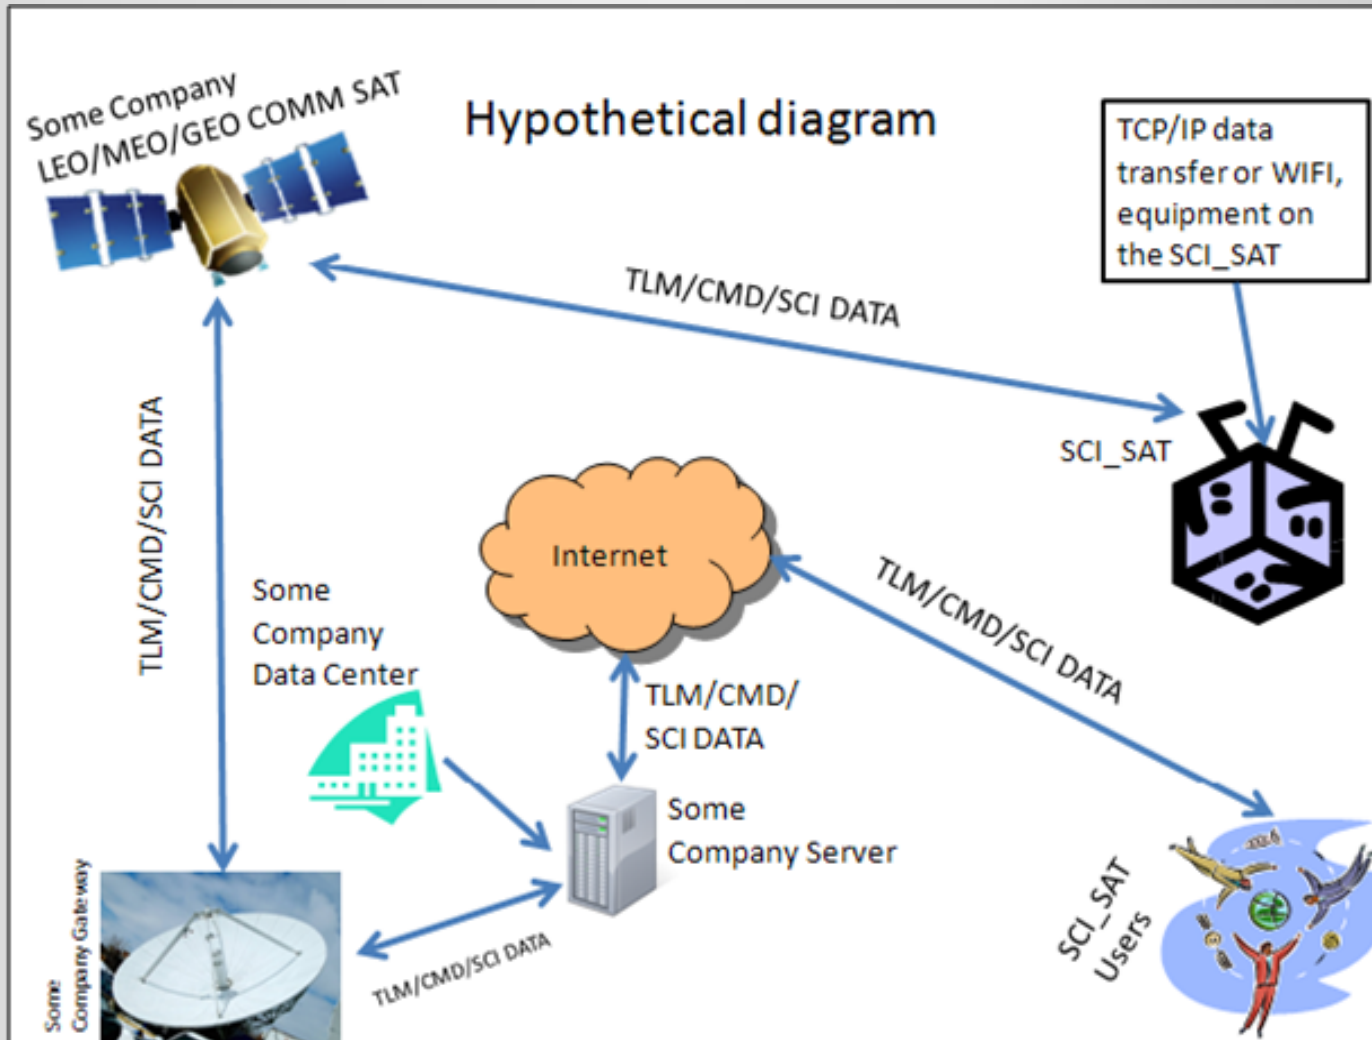 Some Company
LEO/MEO/GEO COMM SAT
Hypothetical diagram
TCP/IP data
transfer or WIFI,
equipment on
the SCI_SAT
TLM/CMD/SCI DATA
SCI_SAT
TLM/CMD/SCI DATA
Internet
TLM/CMD/SCI DATA
Some
Company
Data Center
TLM/CMD/
SCI DATA
Some
Company Server
TLM/CMD/SCI DATA
Some
Company Gateway
SCI_SAT
Users